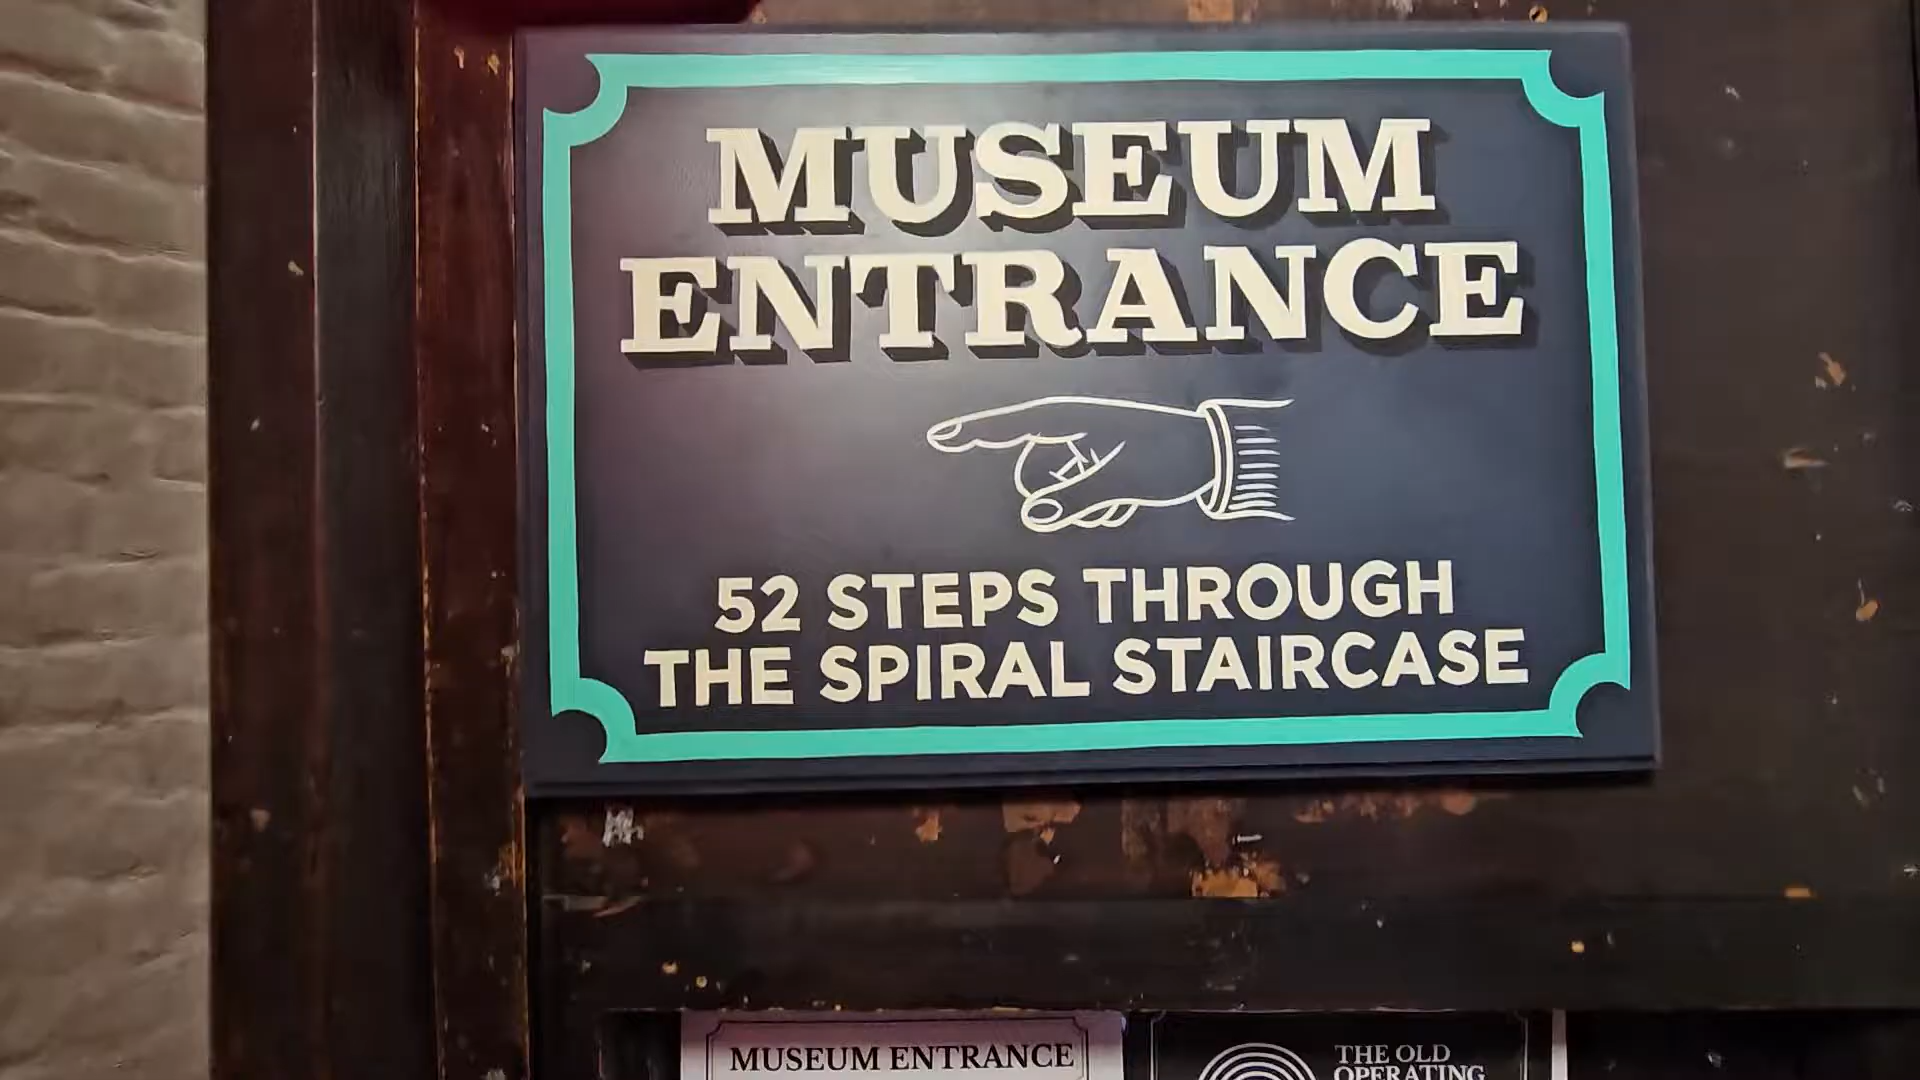 MUSEUM
ENTRANCE
52 STEPS THROUGH
THE SPIRAL STAIRCASE
MUSEUM ENTRANCE
THE OLD
OPERATING